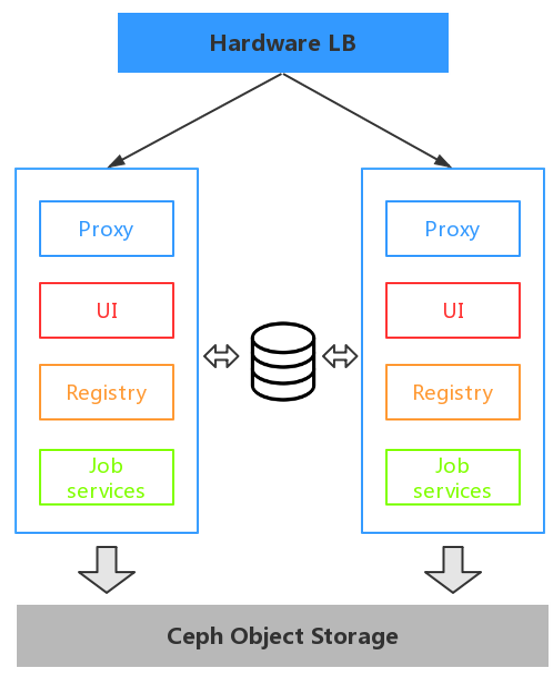 Hardware LB
Proxy
UI
Registry
Job
services
Proxy
UI
Registry
Job
services
Ceph Object Storage